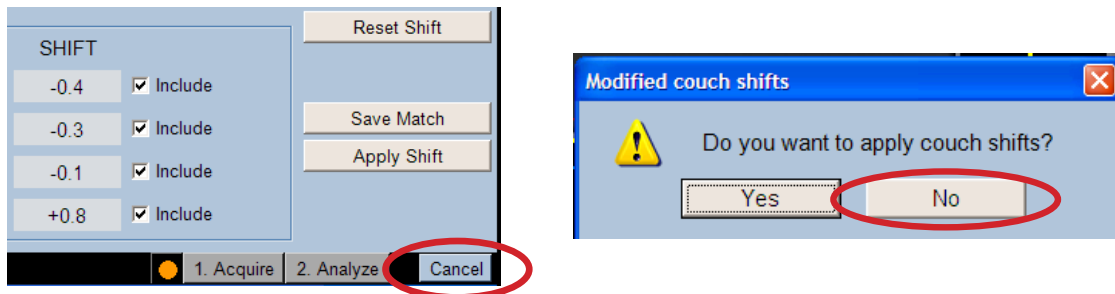 Reset Shift
SHIFT
-0.4 Include
-0.3 Include
Save Match
Apply Shift
-0.1 Include
+0.8 Include
1. Acquire 2. Analyze Cancel
Modified couch shifts
Do you want to apply couch shifts?
Yes No